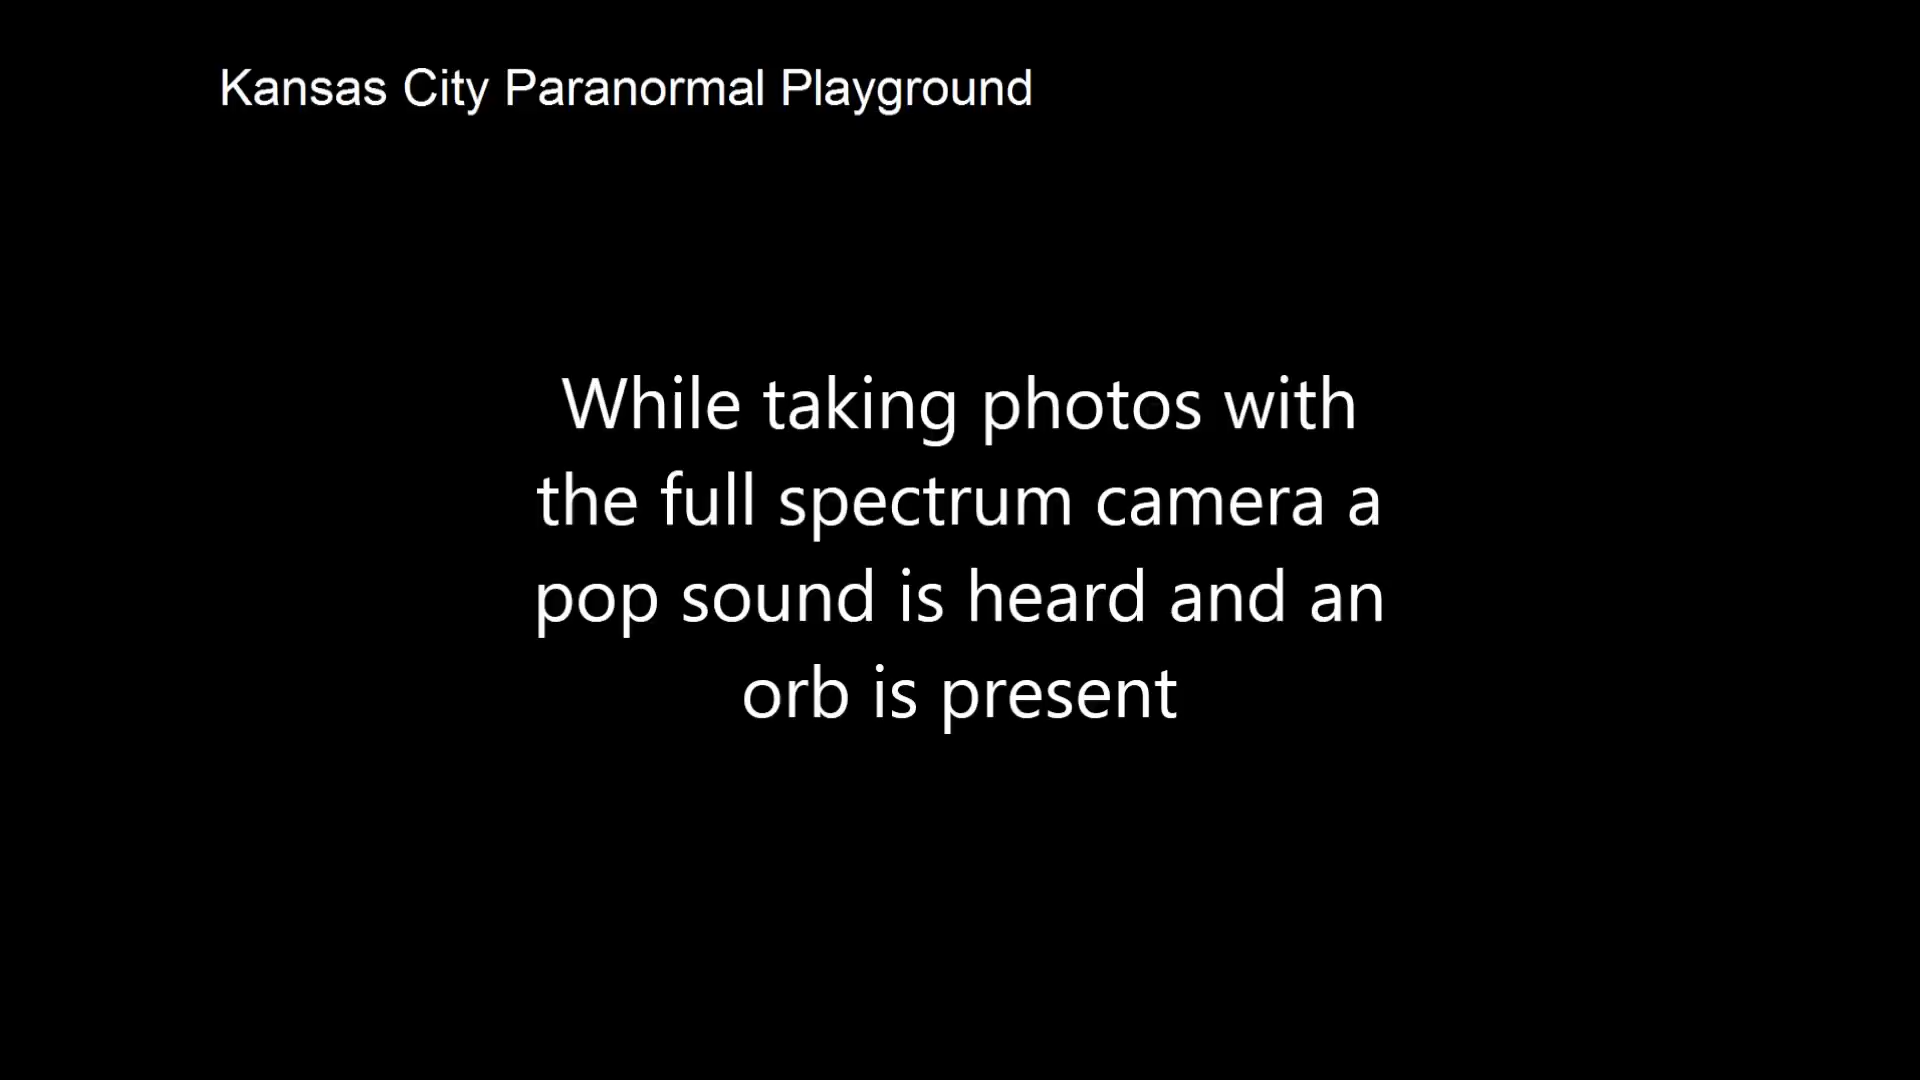 Kansas City Paranormal Playground
While taking photos with
the full spectrum camera a
pop sound is heard and an
orb is present